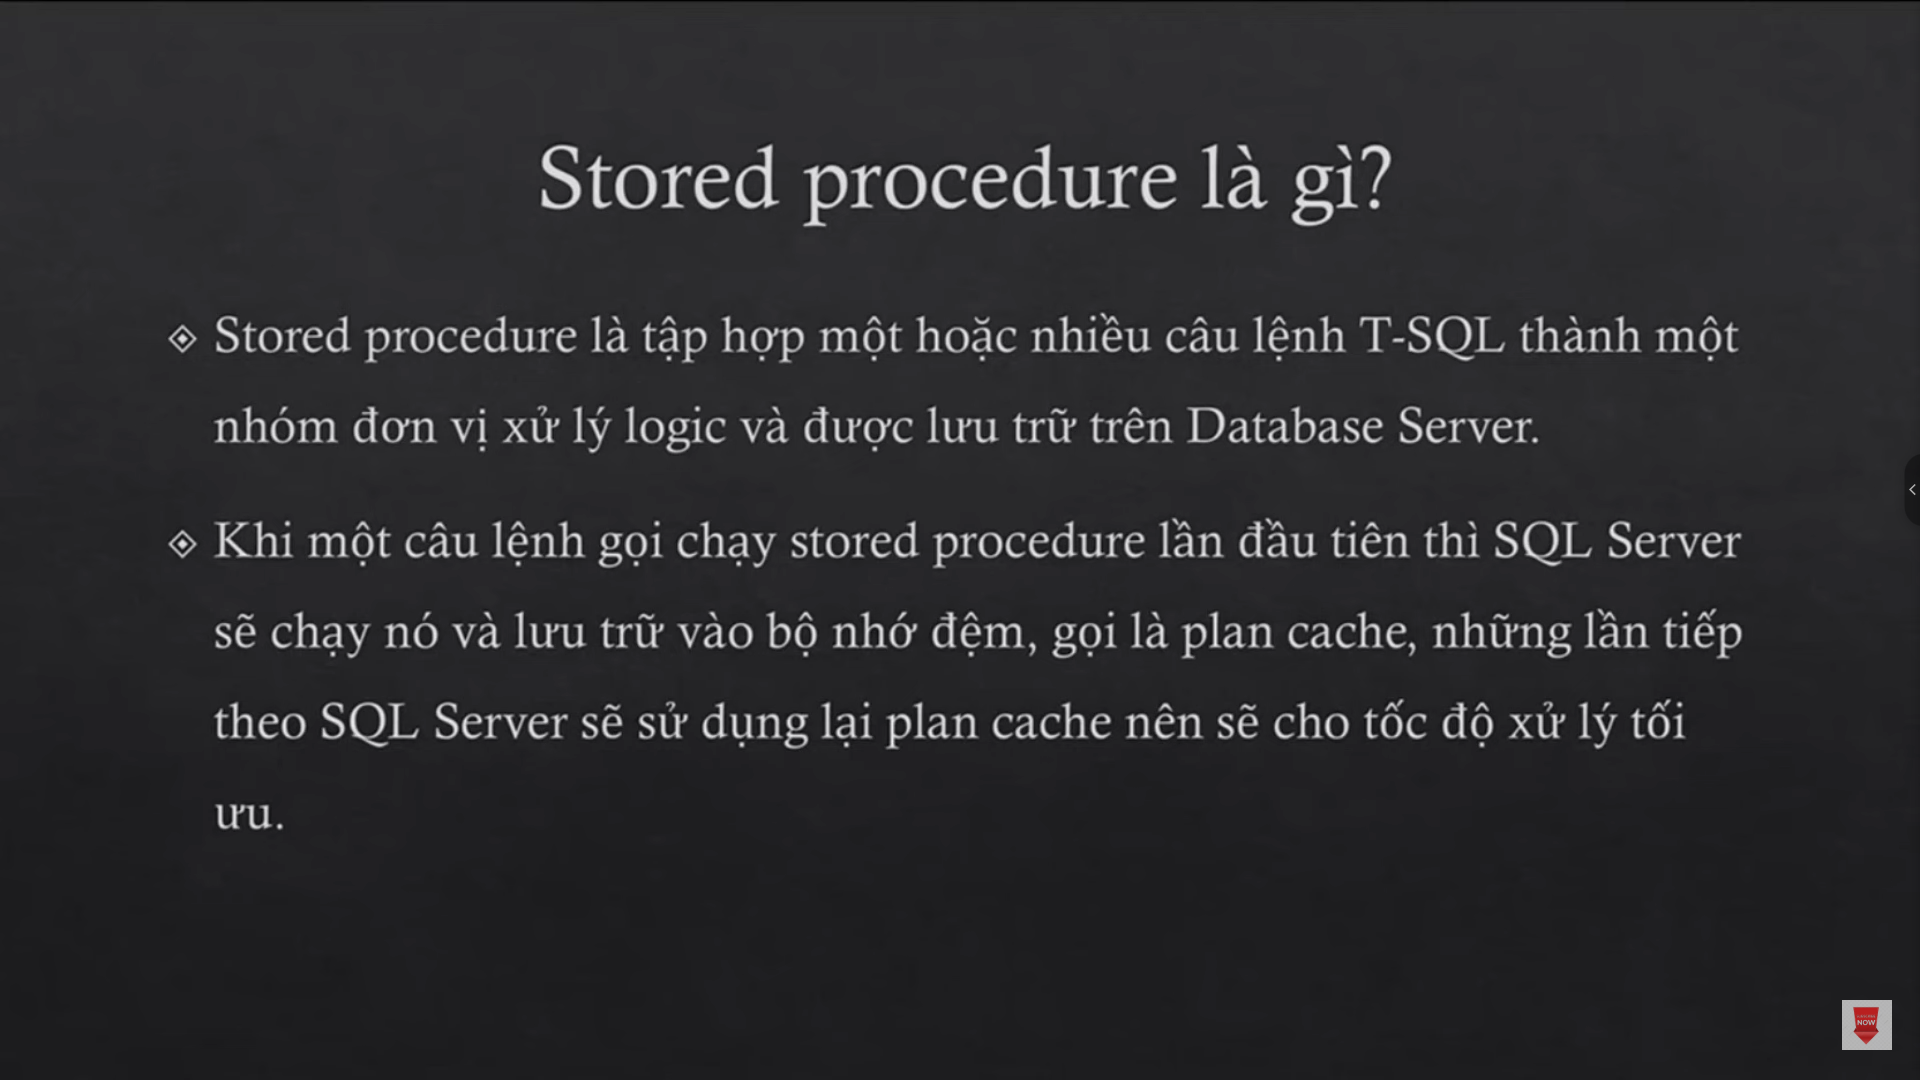 Stored procedure là gì?
Stored procedure là tập hợp một hoặc nhiều câu lệnh T-SQL thành một
nhóm đơn vị xử lý logic và được lưu trữ trên Database Server.
Khi một câu lệnh gọi chạy stored procedure lần đầu tiên thì SQL Server
sẽ chạy nó và lưu trữ vào bộ nhớ đệm, gọi là plan cache, những lần tiếp
theo SQL Server sẽ sử dụng lại plan cache nên sẽ cho tốc độ xử lý tối
ưu.
NOW